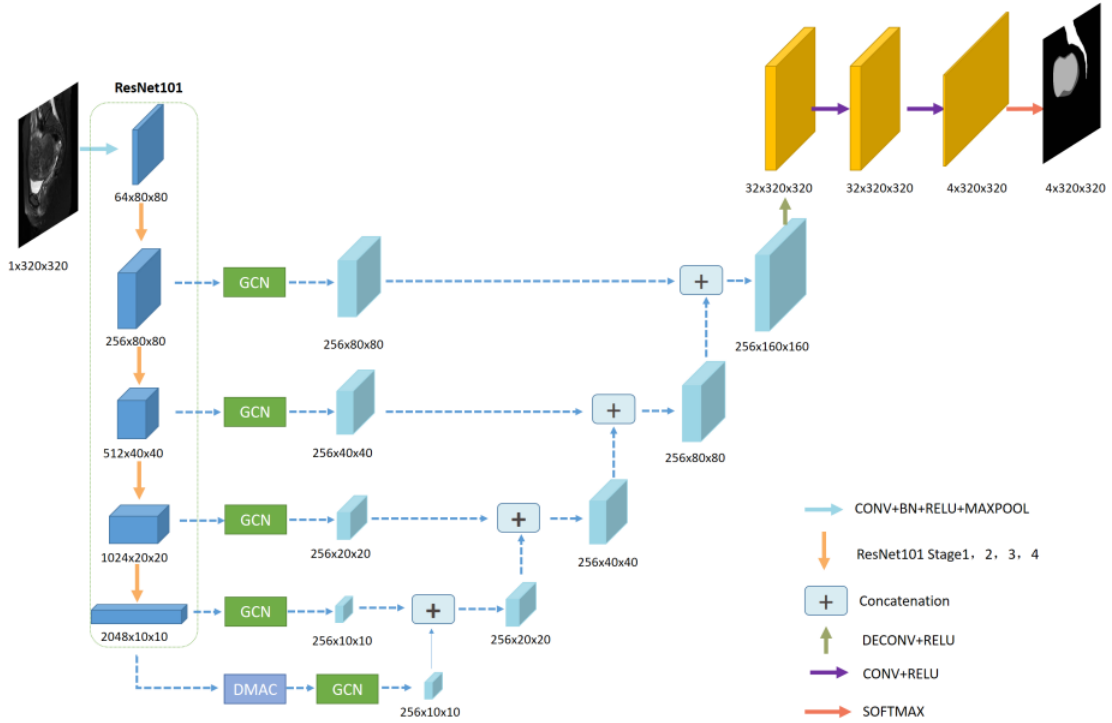 ResNet101
32x320x320
32x320x320
4x320x320
4x320x320
64x80x80
1x320x320
GCN
+
256x80x80
256x80x80
256x160x160
GCN
+
512x40x40
256x40x40
256x80x80
GCN
+
1024x20x20
256x20x20
256x40x40
GCN
+
2048x10x10
256x10x10
256x20x20
DMAC
GCN
256x10x10
CONV+BN+RELU+MAXPOOL
ResNet101 Stage1, 2, 3, 4
+ Concatenation
DECONV+RELU
CONV+RELU
SOFTMAX